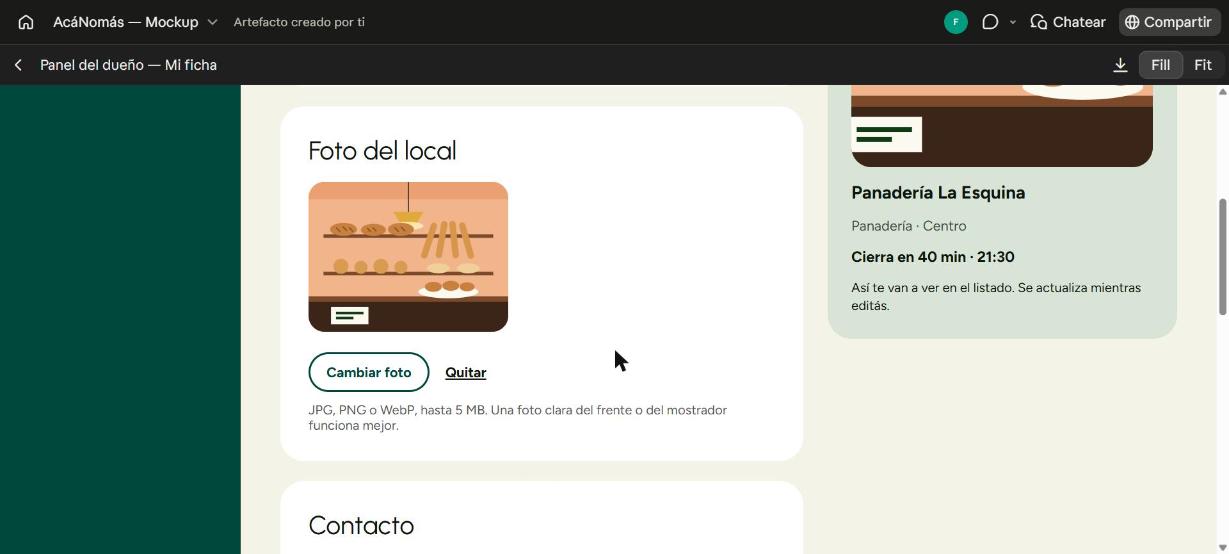 AcáNomás — Mockup
Artefacto creado por ti
F
Chatear
Compartir
Panel del dueño — Mi ficha
Fill
Fit
Foto del local
Cambiar foto
Quitar
JPG, PNG o WebP, hasta 5 MB. Una foto clara del frente o del mostrador
funciona mejor.
Contacto
Panadería La Esquina
Panadería · Centro
Cierra en 40 min · 21:30
Así te van a ver en el listado. Se actualiza mientras
editás.